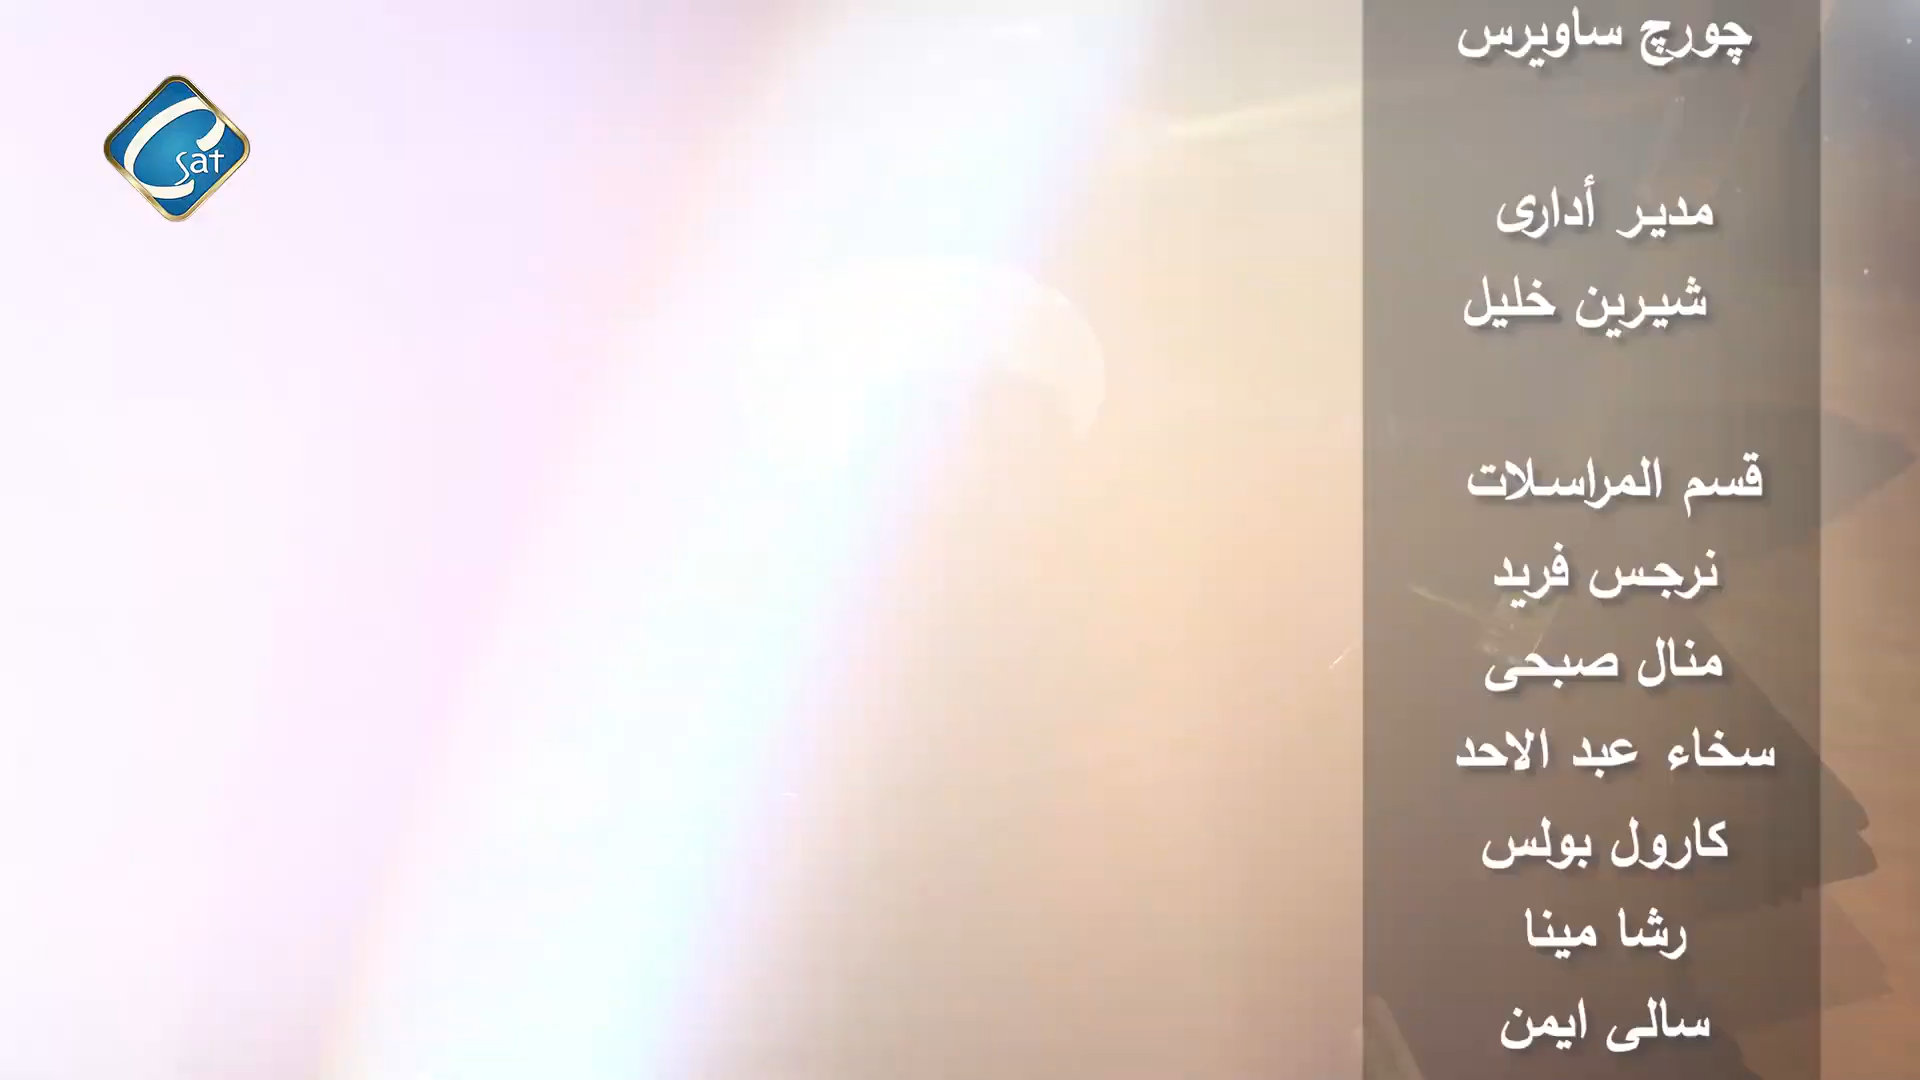 Csat
چورچ ساويرس
مدير أدارى
شيرين خليل
قسم المراسلات
نرجس فريد
منال صبحى
سخاء عبد الاحد
كارول بولس
رشا مينا
سالى ايمن